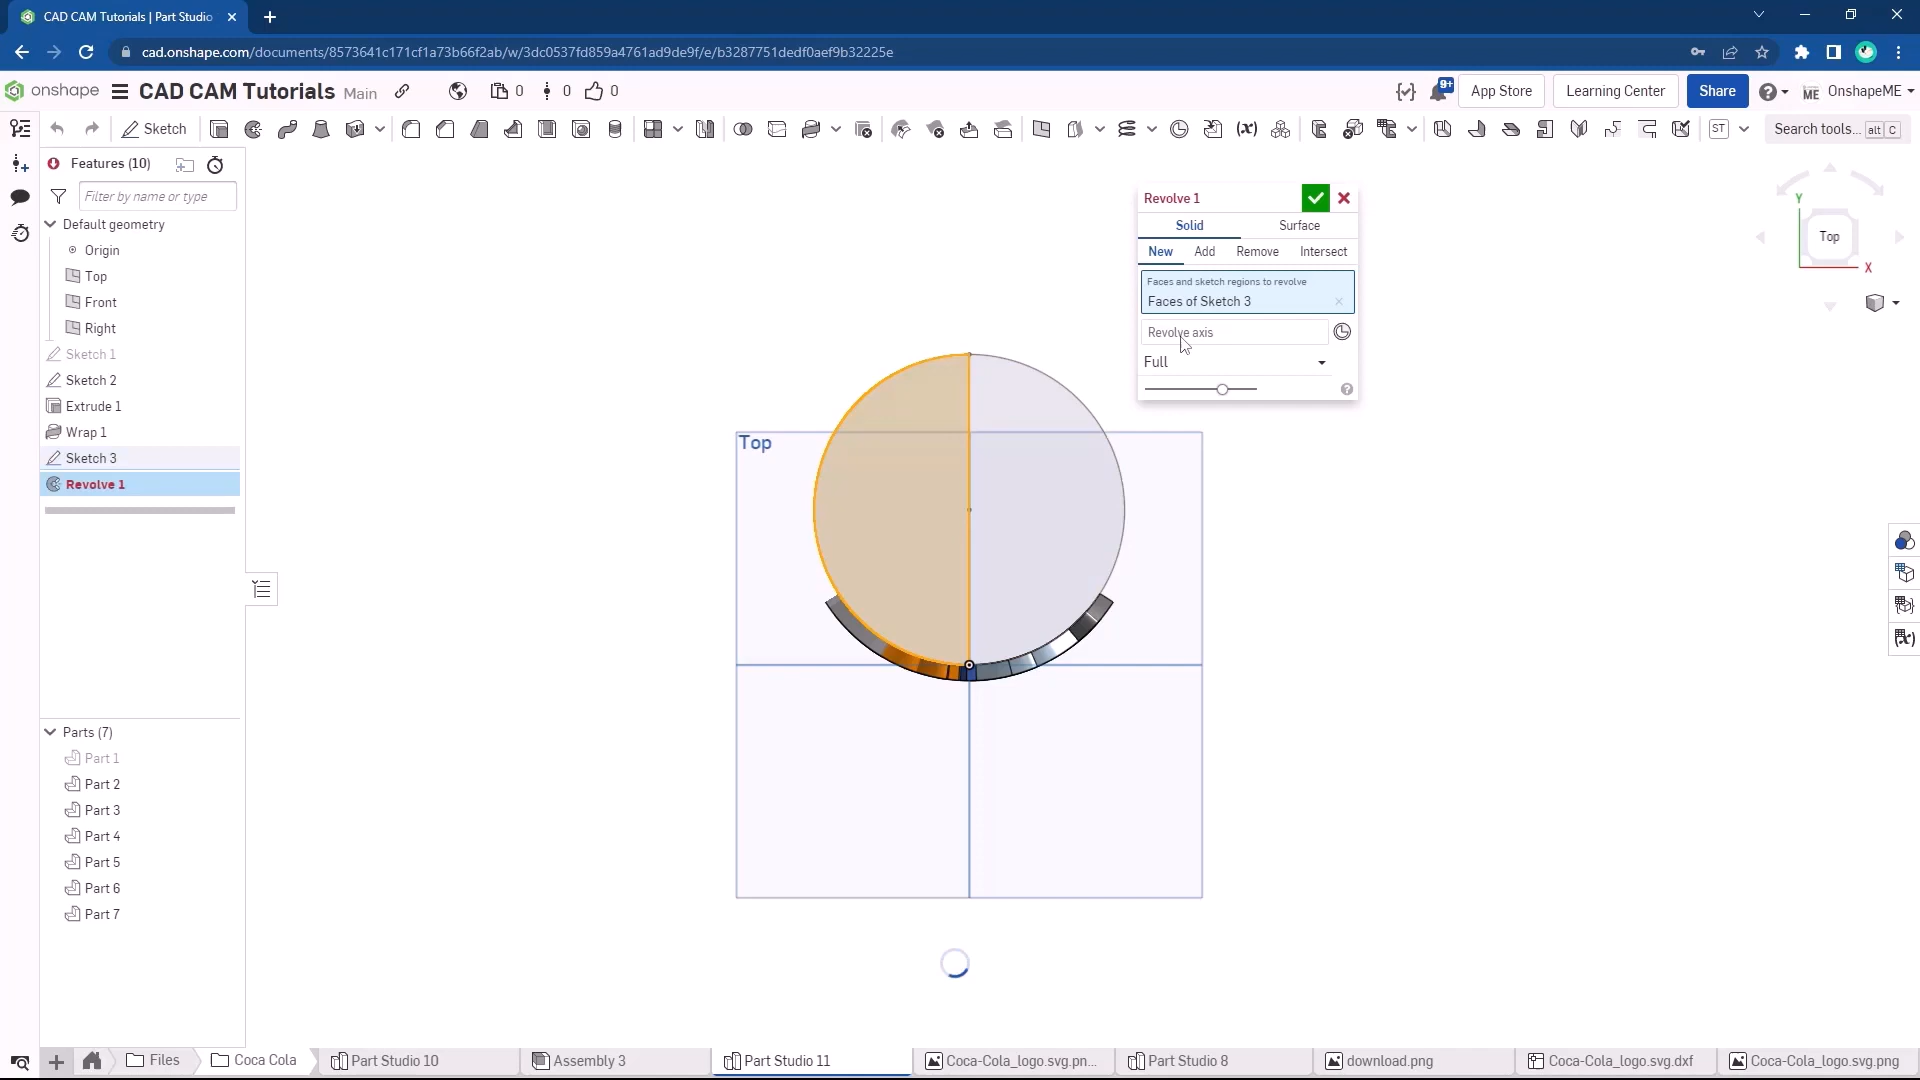 CAD CAM Tutorials | Part Studio
cad.onshape.com/documents/8573641c171cf1a73b66f2ab/w/3dc0537fd859a4761ad9de9f/e/b3287751dedf0aef9b32225e
onshape
CAD CAM Tutorials Main
0
0
0
9+
App Store
Learning Center
Share
ME
OnshapeME
Sketch
(x)
ST
Search tools... alt C
Features (10)
Filter by name or type
Default geometry
Origin
Top
Front
Right
Sketch 1
Sketch 2
Extrude 1
Wrap 1
Sketch 3
Revolve 1
Parts (7)
Part 1
Part 2
Part 3
Part 4
Part 5
Part 6
Part 7
Top
Revolve 1
Solid Surface
New Add Remove Intersect
Faces and sketch regions to revolve
Faces of Sketch 3
Revolve axis
Full
Y
Top
X
(x)
Files
Coca Cola
Part Studio 10
Assembly 3
Part Studio 11
Coca-Cola_logo.svg.pn...
Part Studio 8
download.png
Coca-Cola_logo.svg.dxf
Coca-Cola_logo.svg.png